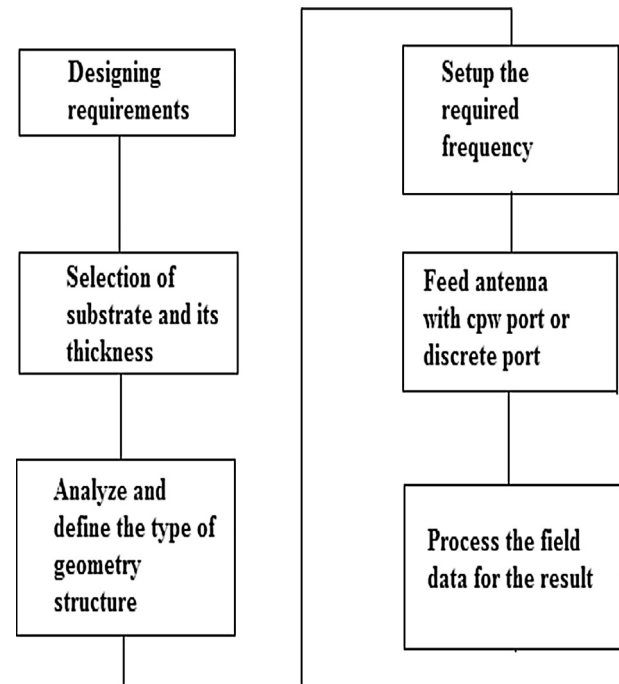 Designing
requirements
Selection of
substrate and its
thickness
Analyze and
define the type of
geometry
structure
Setup the
required
frequency
Feed antenna
with cpw port or
discrete port
Process the field
data for the result